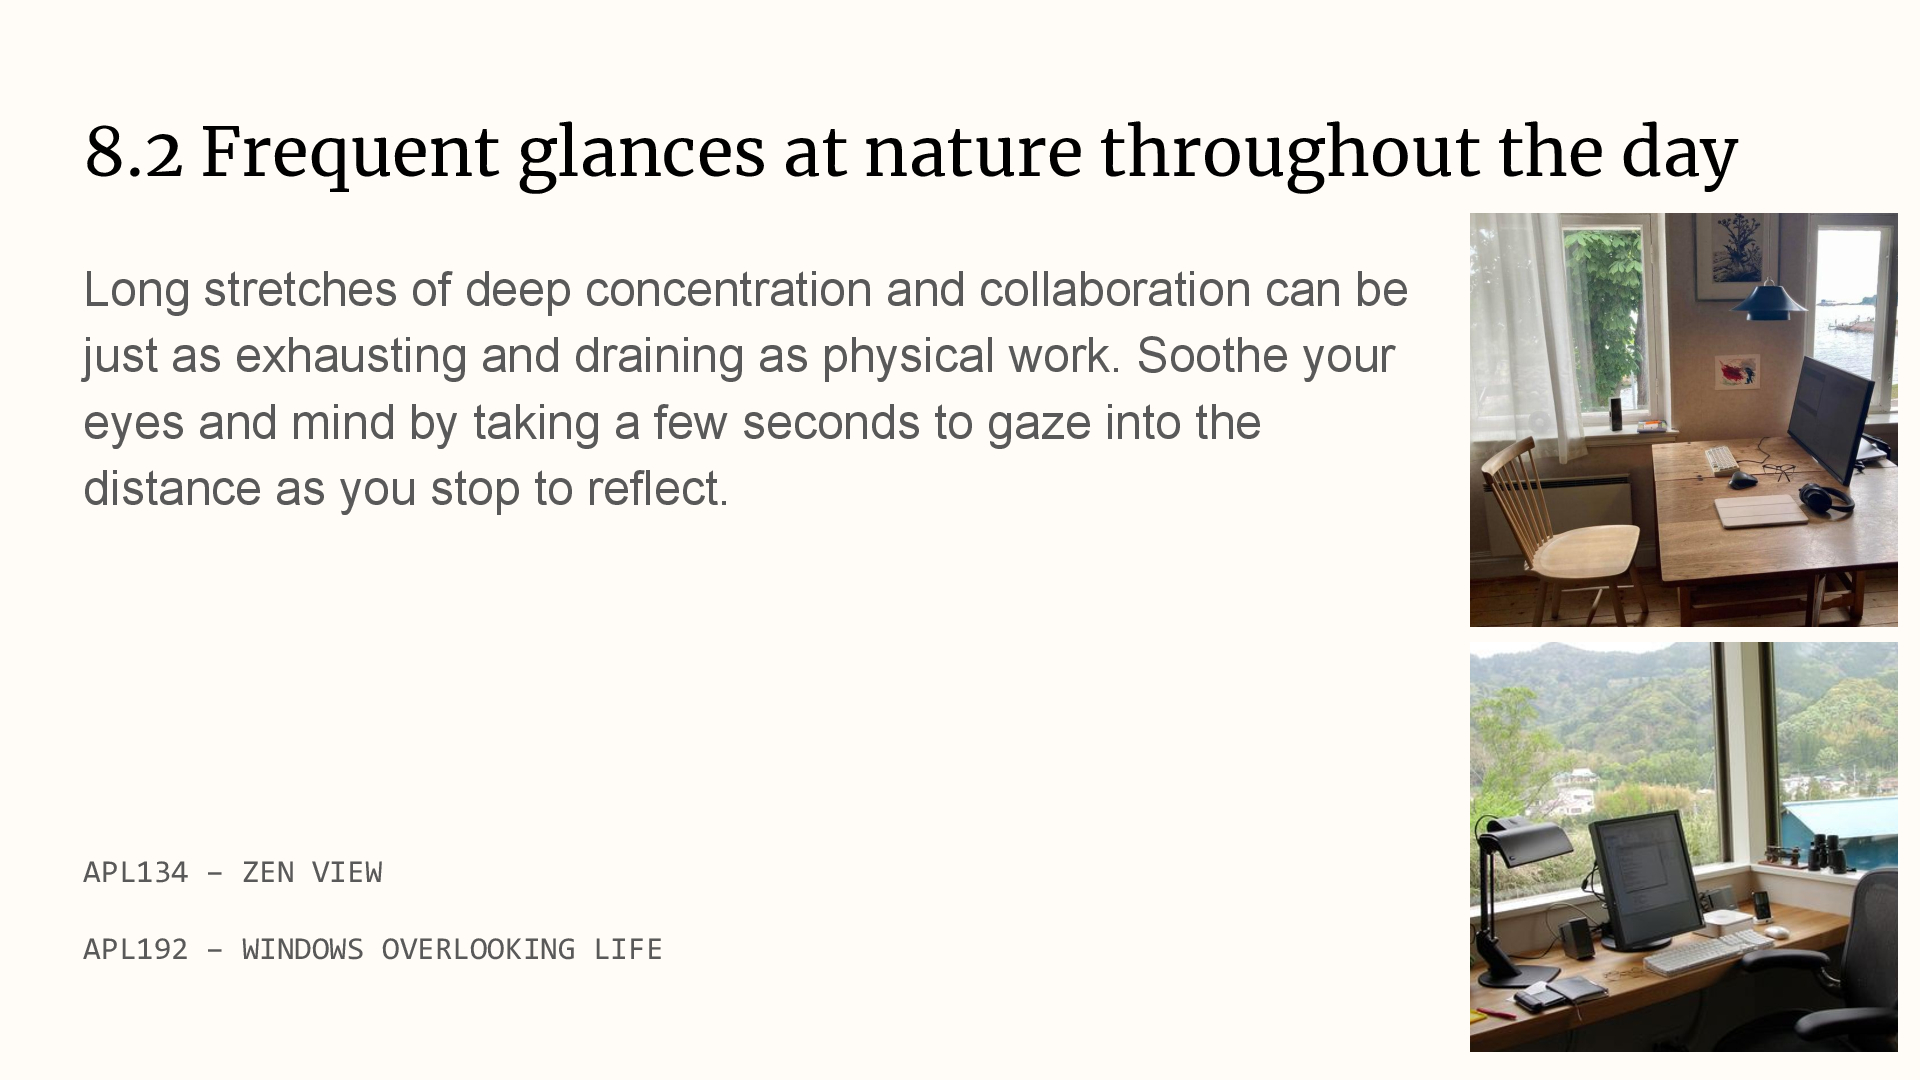 8.2 Frequent glances at nature throughout the day
Long stretches of deep concentration and collaboration can be
just as exhausting and draining as physical work. Soothe your
eyes and mind by taking a few seconds to gaze into the
distance as you stop to reflect.
APL134 – ZEN VIEW
APL192 – WINDOWS OVERLOOKING LIFE